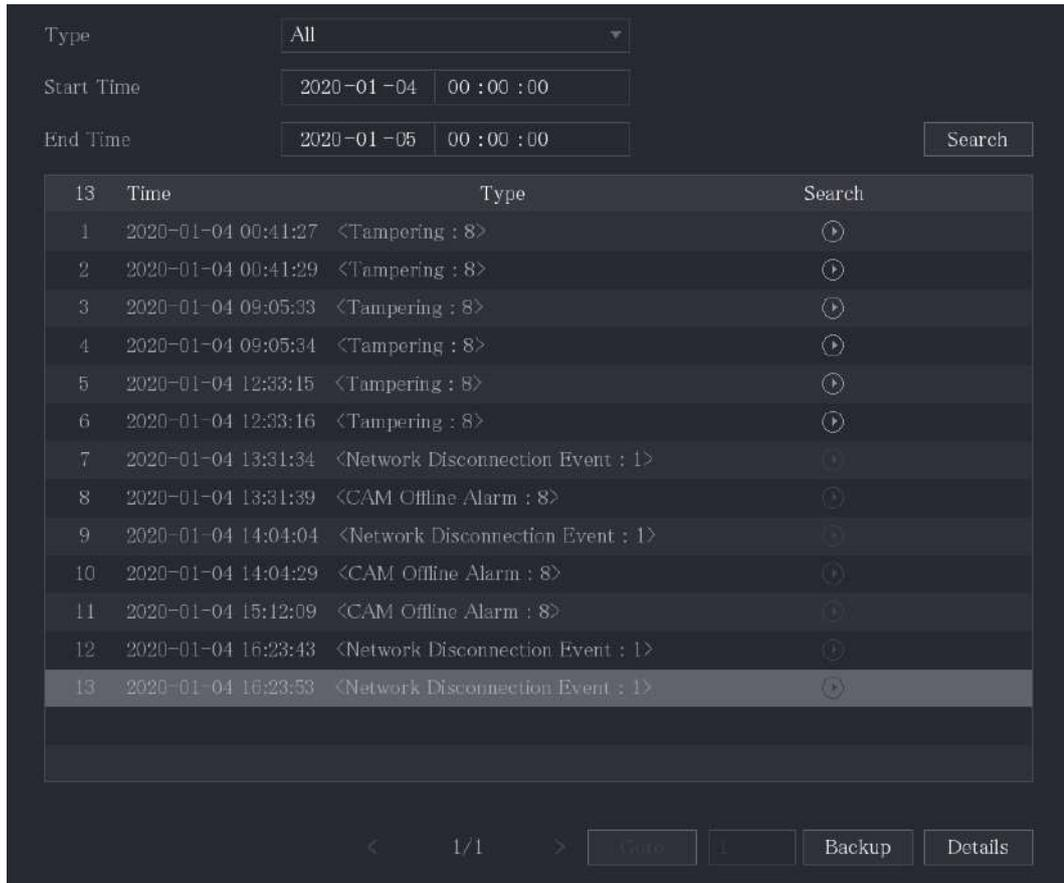 Type All
Start Time 2020-01-04 00:00:00
End Time 2020-01-05 00:00:00 Search
13 Time Type Search
1 2020-01-04 00:41:27 <Tampering : 8>
2 2020-01-04 00:41:29 <Tampering : 8>
3 2020-01-04 09:05:33 <Tampering : 8>
4 2020-01-04 09:05:34 <Tampering : 8>
5 2020-01-04 12:33:15 <Tampering : 8>
6 2020-01-04 12:33:16 <Tampering : 8>
7 2020-01-04 13:31:34 <Network Disconnection Event : 1>
8 2020-01-04 13:31:39 <CAM Offline Alarm : 8>
9 2020-01-04 14:04:04 <Network Disconnection Event : 1>
10 2020-01-04 14:04:29 <CAM Offline Alarm : 8>
11 2020-01-04 15:12:09 <CAM Offline Alarm : 8>
12 2020-01-04 16:23:43 <Network Disconnection Event : 1>
13 2020-01-04 16:23:53 <Network Disconnection Event : 1>
< 1/1 > Goto 1 Backup Details